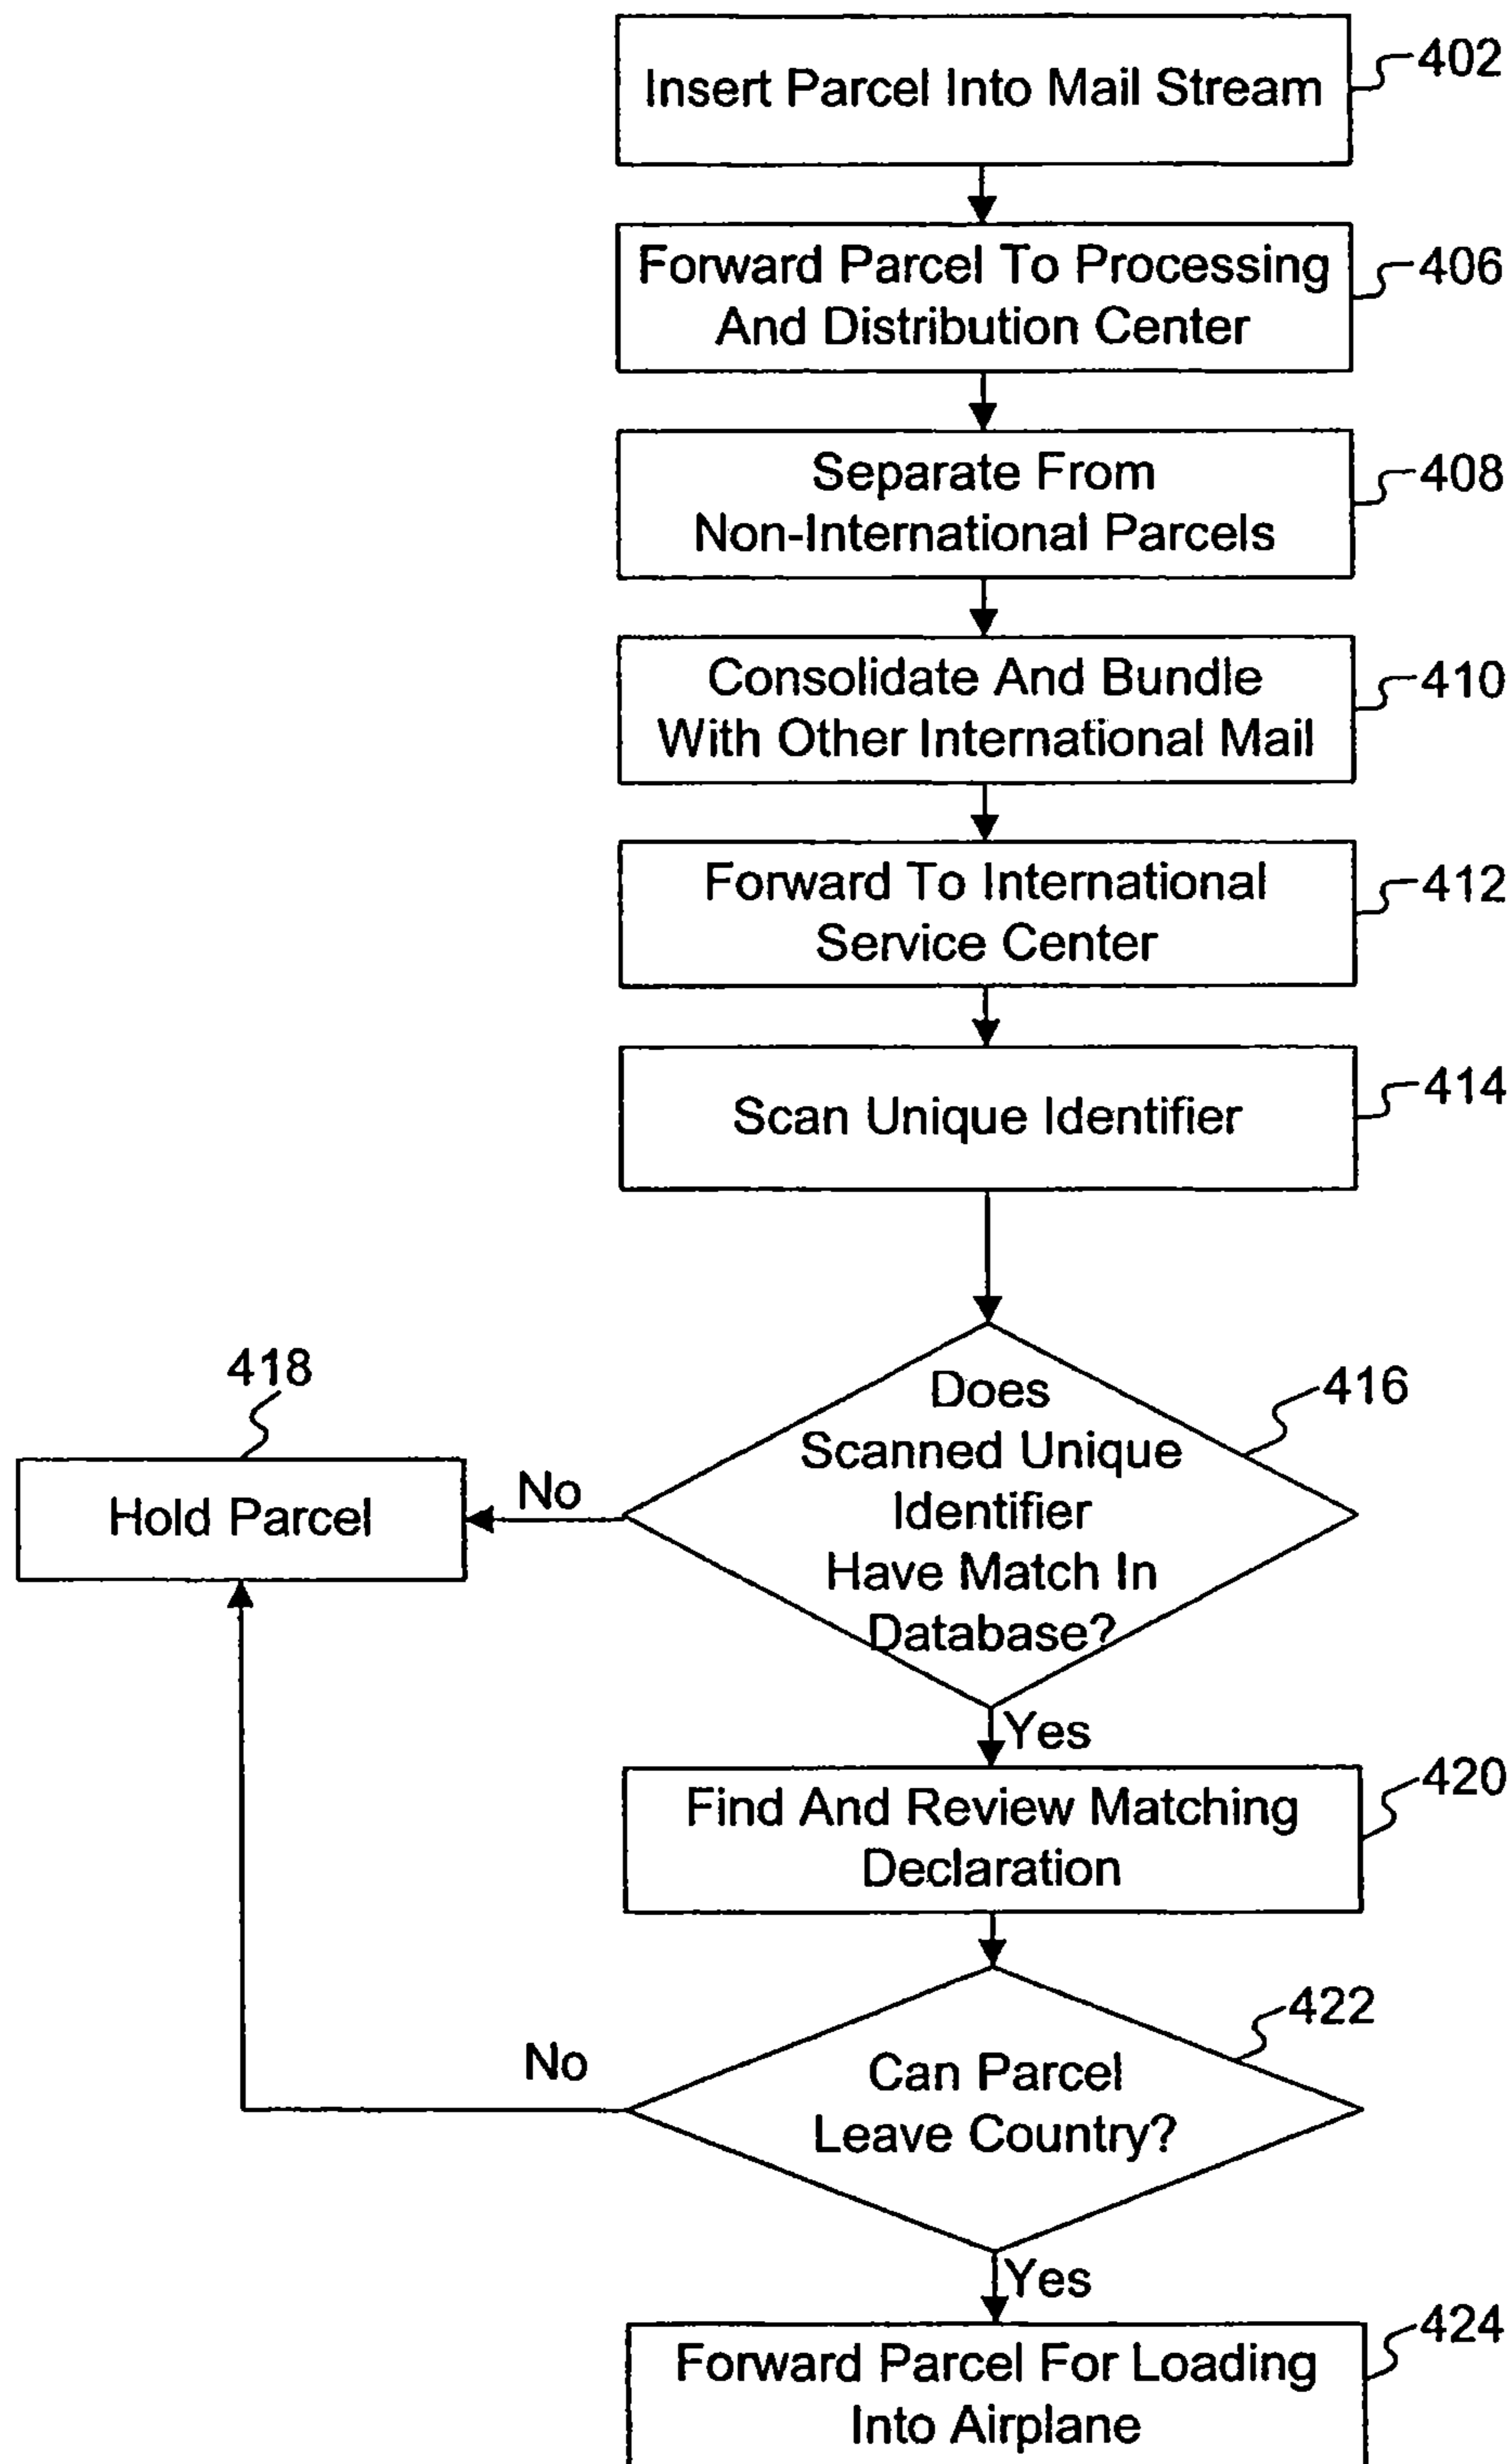 Insert Parcel Into Mail Stream
402
Forward Parcel To Processing
And Distribution Center
406
Separate From
Non-International Parcels
408
Consolidate And Bundle
With Other International Mail
410
Forward To International
Service Center
412
Scan Unique Identifier
414
Does
Scanned Unique
Identifier
Have Match In
Database?
416
No
418
Hold Parcel
Yes
Find And Review Matching
Declaration
420
Can Parcel
Leave Country?
422
No
Yes
Forward Parcel For Loading
Into Airplane
424